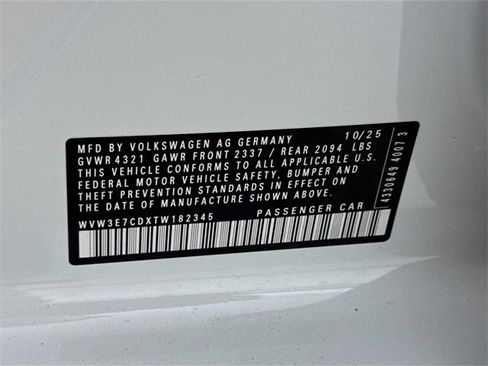 MFD BY VOLKSWAGEN AG GERMANY 10/25
GVWR 4321 GAWR FRONT 2337 / REAR 2094 LBS
THIS VEHICLE CONFORMS TO ALL APPLICABLE U.S.
FEDERAL MOTOR VEHICLE SAFETY, BUMPER AND
THEFT PREVENTION STANDARDS IN EFFECT ON
THE DATE OF MANUFACTURE SHOWN ABOVE.
WVW3E7CDXTW182345 PASSENGER CAR
4330649 4007 3